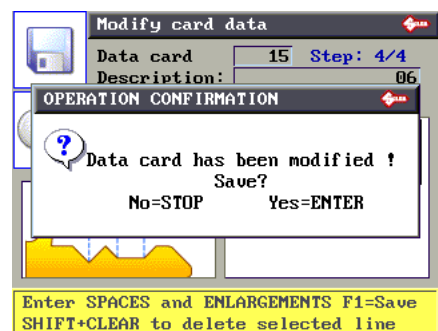 Modify card data
Data card 15 Step: 4/4
Description: 06
OPERATION CONFIRMATION
?
Data card has been modified !
Save?
No=STOP Yes=ENTER
Enter SPACES and ENLARGEMENTS F1=Save
SHIFT+CLEAR to delete selected line